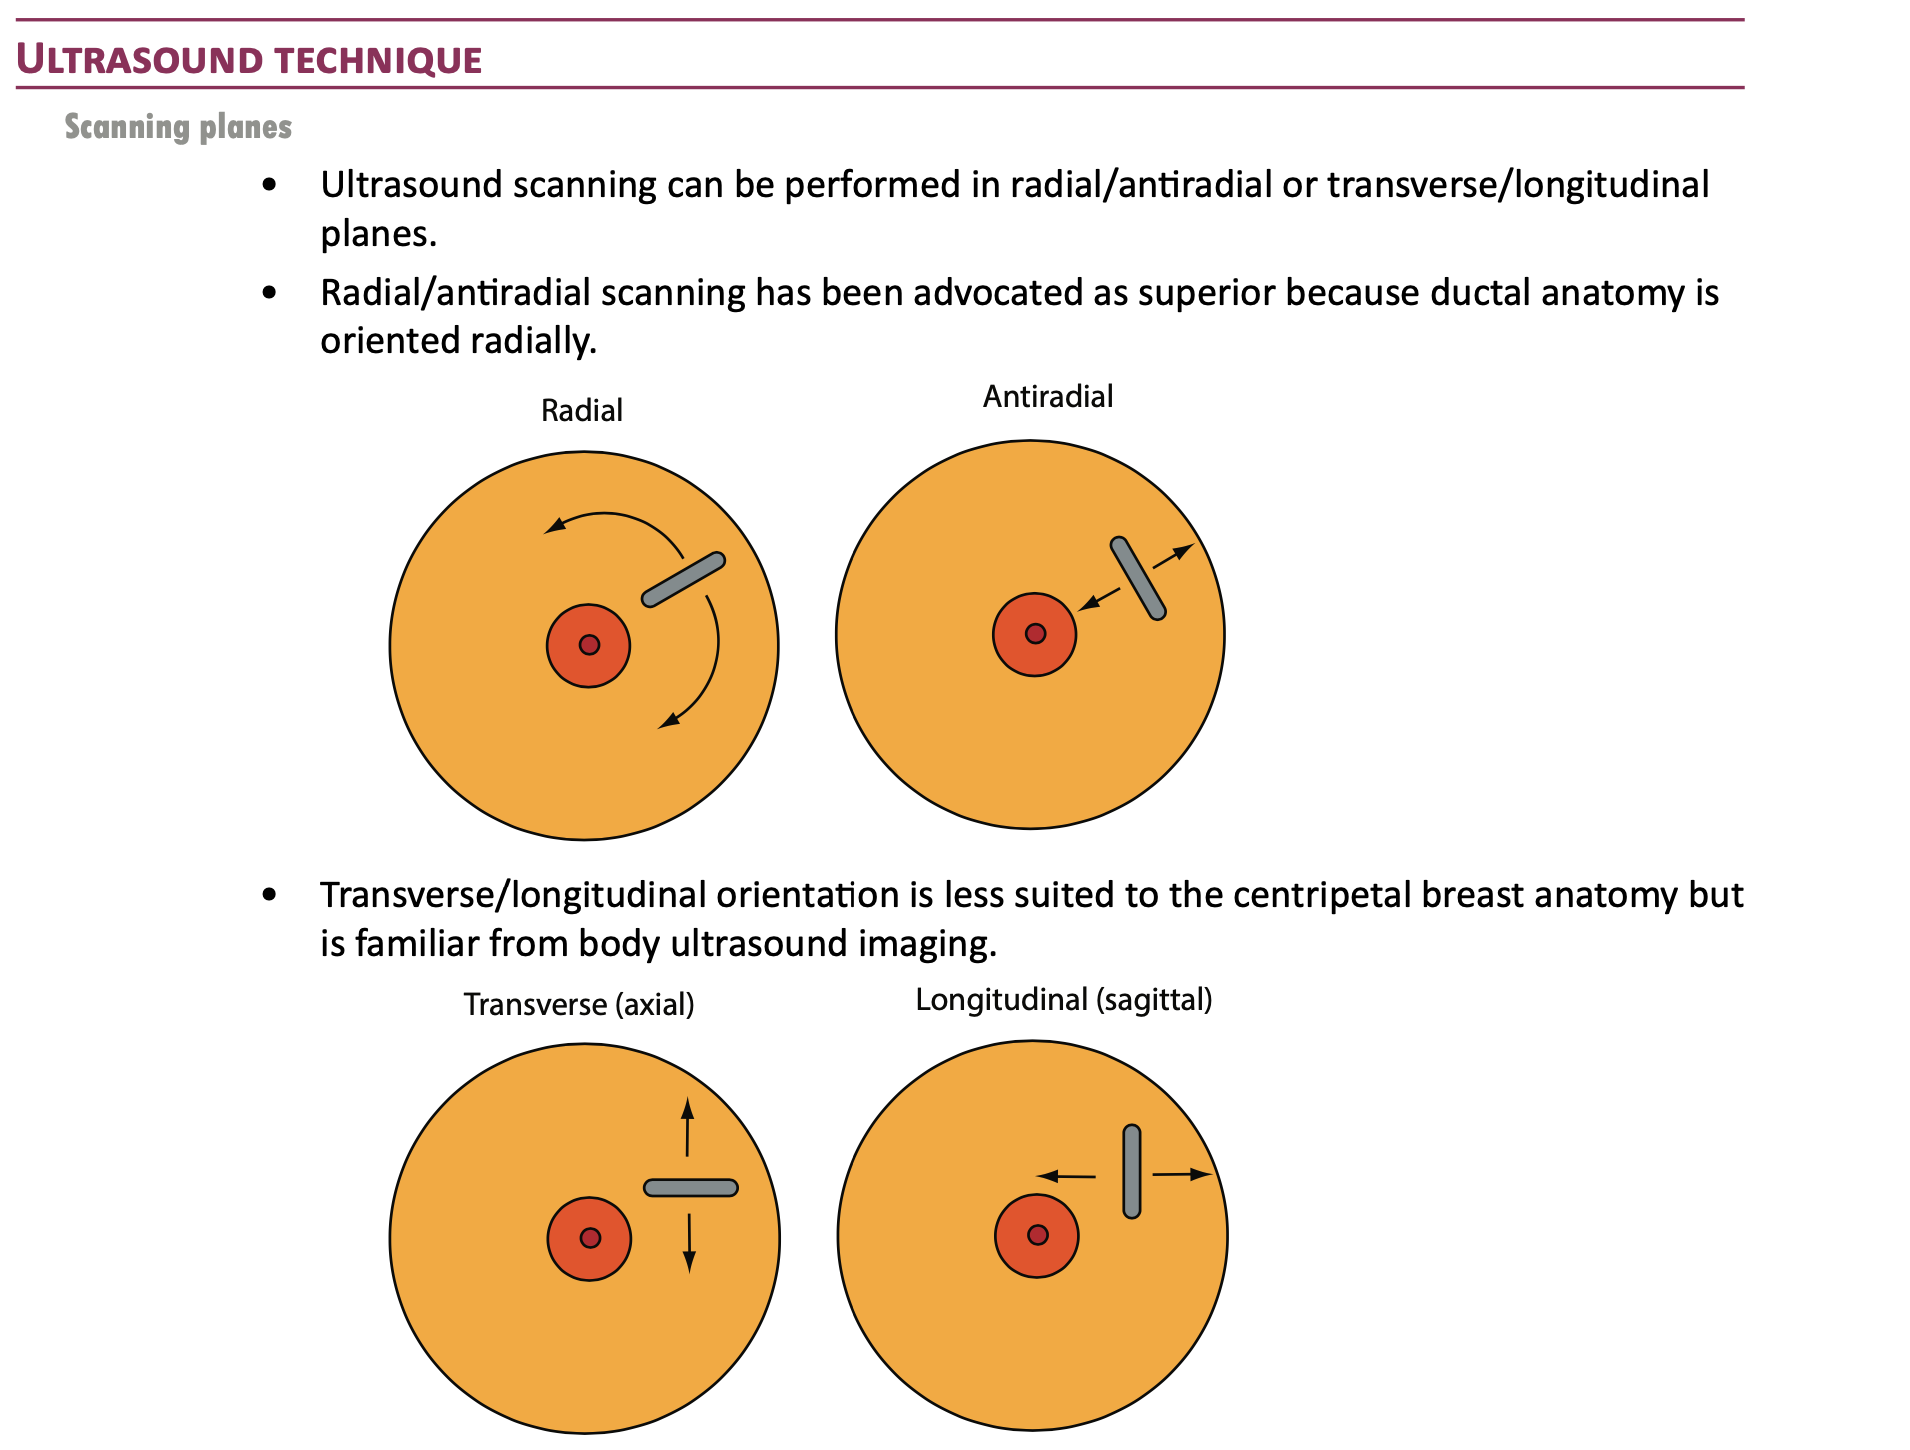 ULTRASOUND TECHNIQUE
Scanning planes
• Ultrasound scanning can be performed in radial/antiradial or transverse/longitudinal
planes.
• Radial/antiradial scanning has been advocated as superior because ductal anatomy is
oriented radially.
Radial
Antiradial
• Transverse/longitudinal orientation is less suited to the centripetal breast anatomy but
is familiar from body ultrasound imaging.
Transverse (axial)
Longitudinal (sagittal)